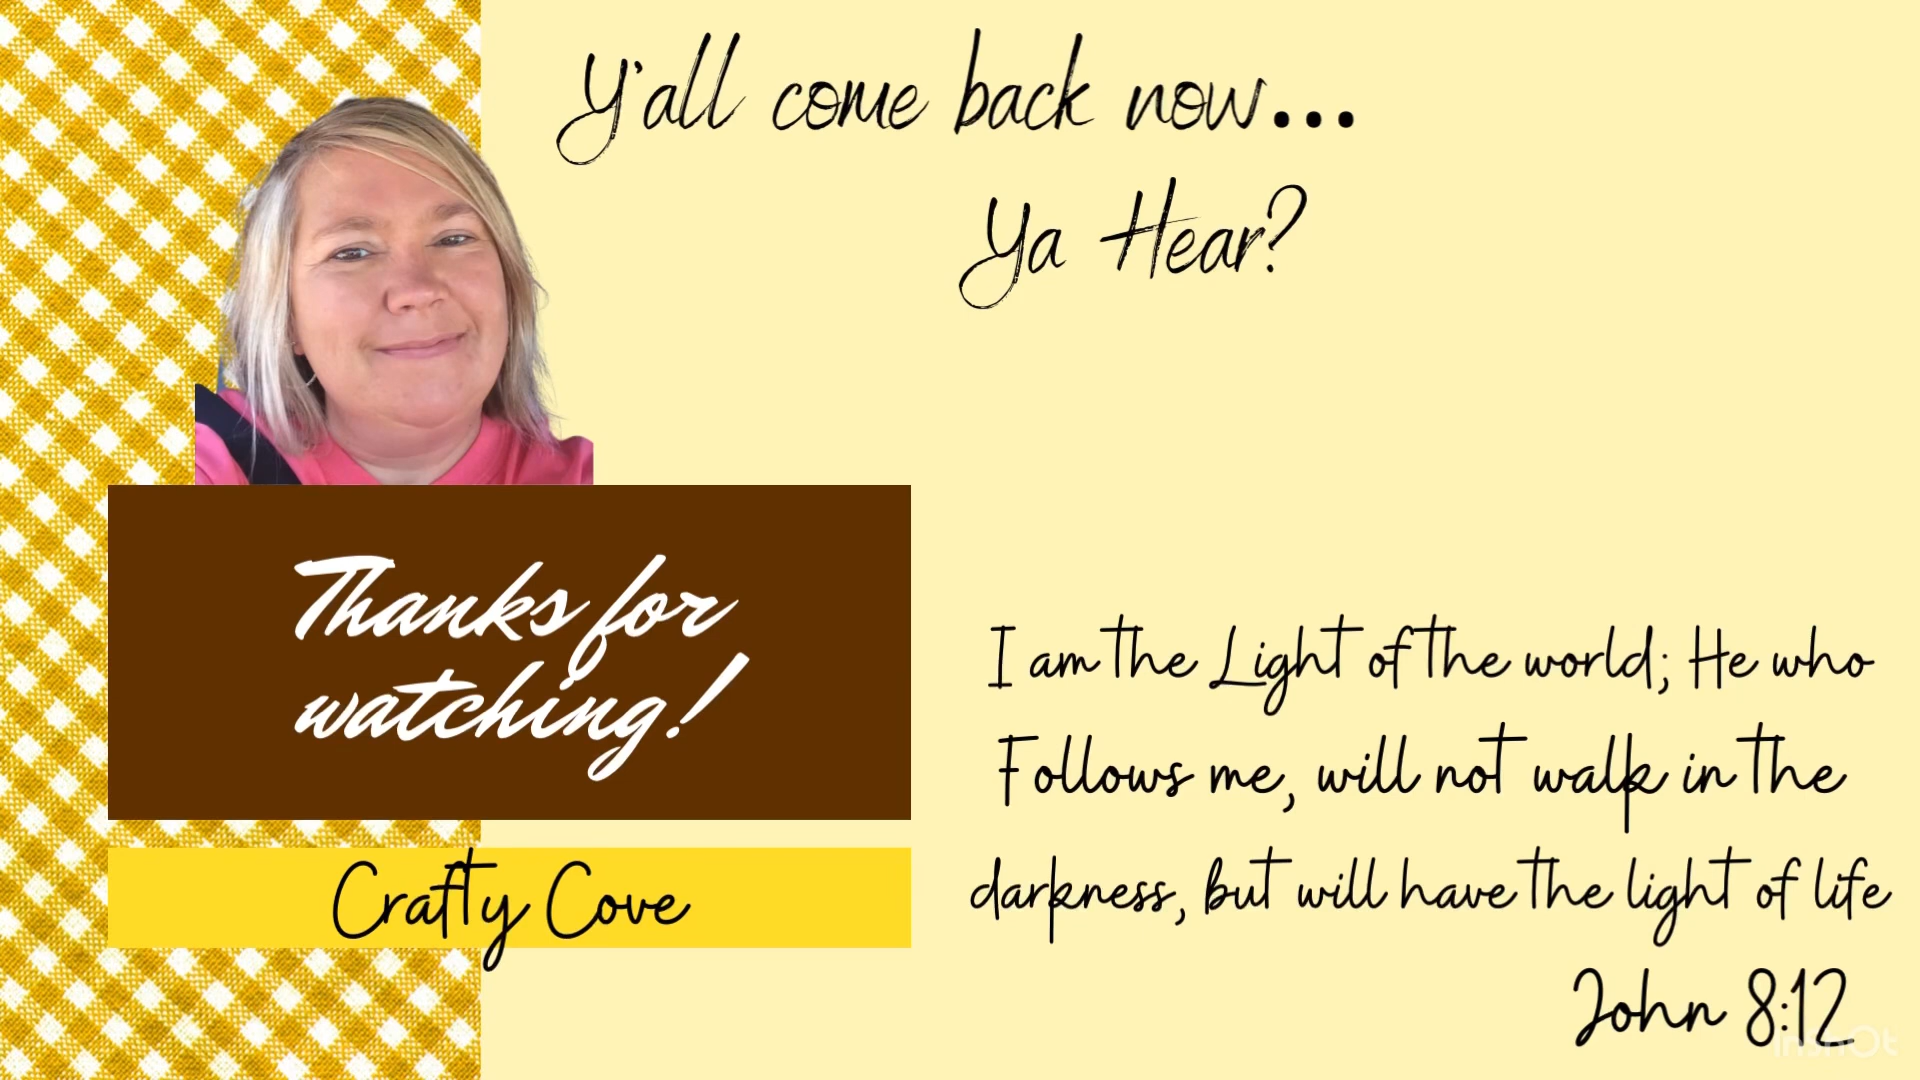 Y'all come back now...
Ya Hear?
Thanks for
watching!
Crafty Cove
I am the Light of the world; He who
Follows me, will not walk in the
darkness, but will have the light of life
John 8:12
InShOt